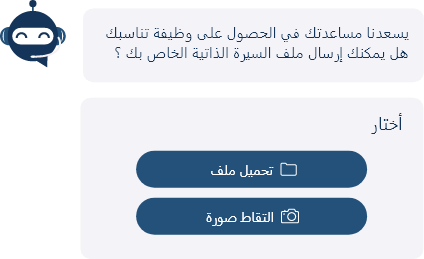 يسعدنا مساعدتك في الحصول على وظيفة تناسبك
هل يمكنك إرسال ملف السيرة الذاتية الخاص بك ؟
أختار
تحميل ملف
التقاط صورة